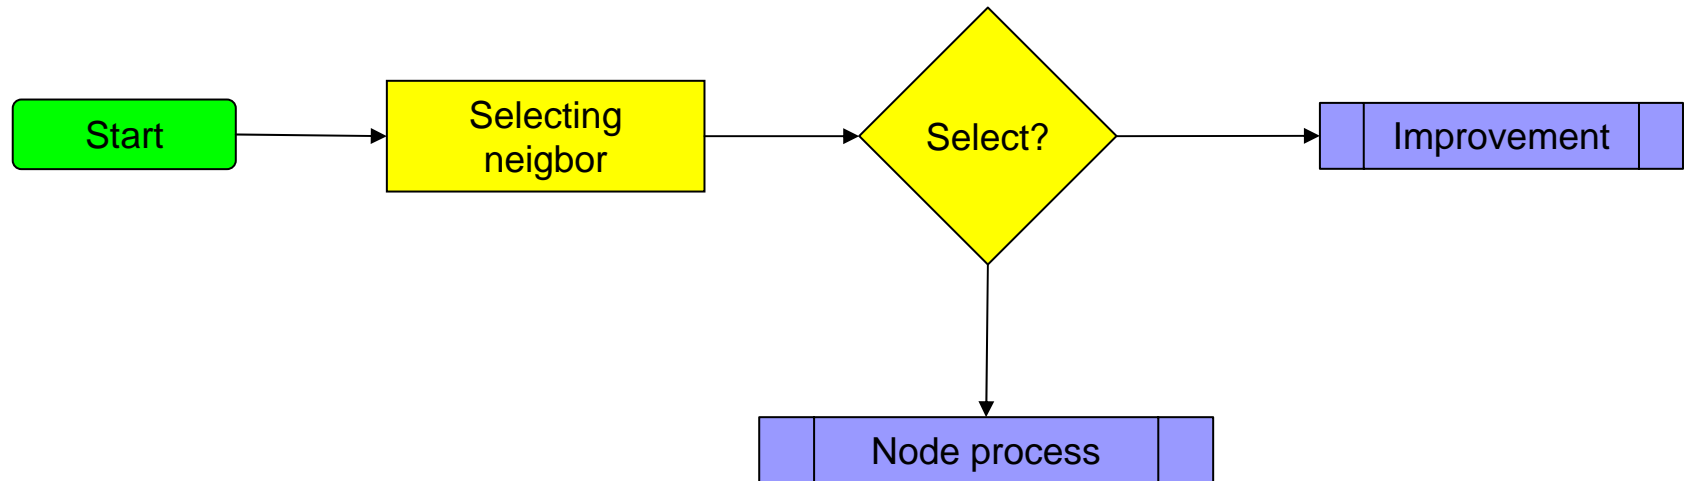 Start
Selecting
neigbor
Select?
Improvement
Node process